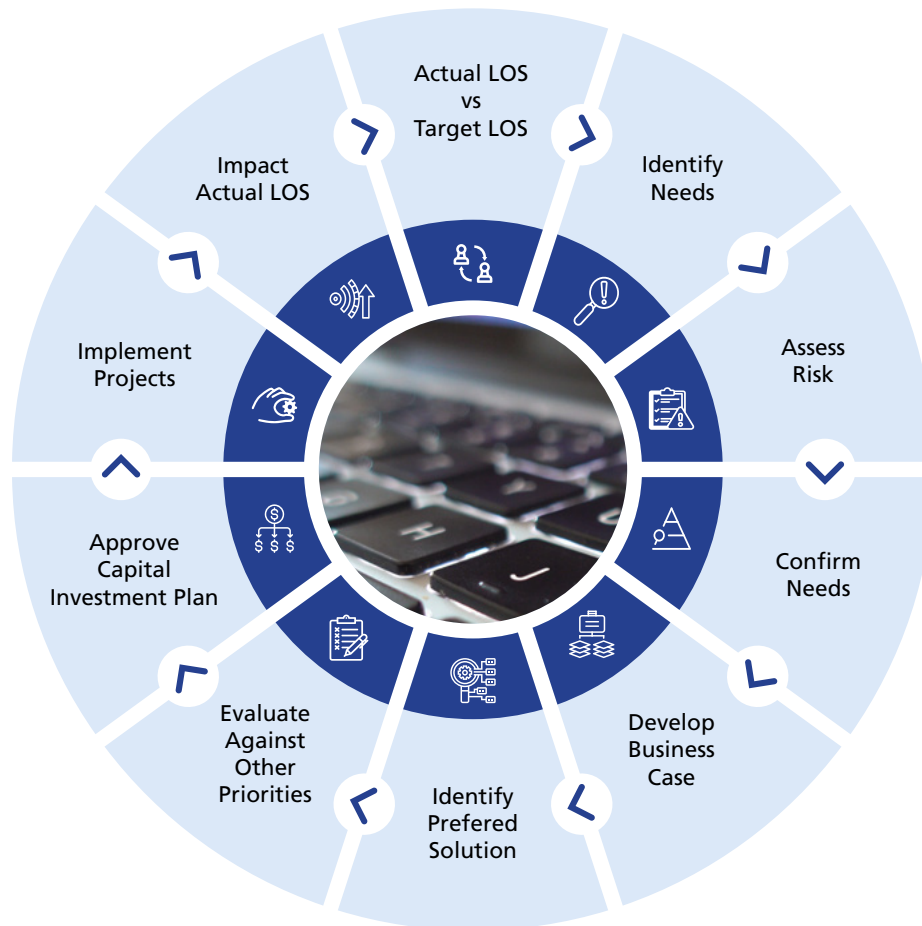 Actual LOS
vs
Target LOS
Identify
Needs
Assess
Risk
Confirm
Needs
Develop
Business
Case
Identify
Prefered
Solution
Evaluate
Against
Other
Priorities
Approve
Capital
Investment Plan
Implement
Projects
Impact
Actual LOS
Y
H
J